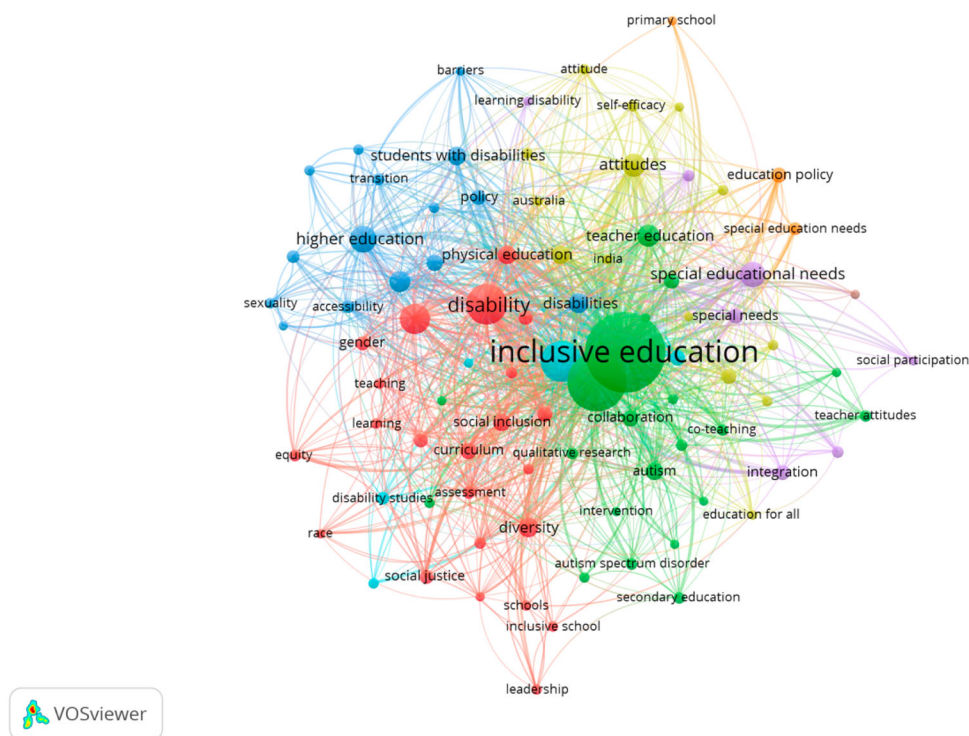 primary school
barriers
attitude
learning disability
self-efficacy
students with disabilities
attitudes
transition
education policy
policy
australia
special education needs
higher education
teacher education
physical education
india
special educational needs
sexuality
accessibility
disability
disabilities
special needs
gender
inclusive education
social participation
teaching
learning
social inclusion
collaboration
teacher attitudes
co-teaching
equity
curriculum
qualitative research
autism
integration
disability studies
assessment
intervention
education for all
race
diversity
autism spectrum disorder
social justice
secondary education
schools
inclusive school
leadership
VOSviewer